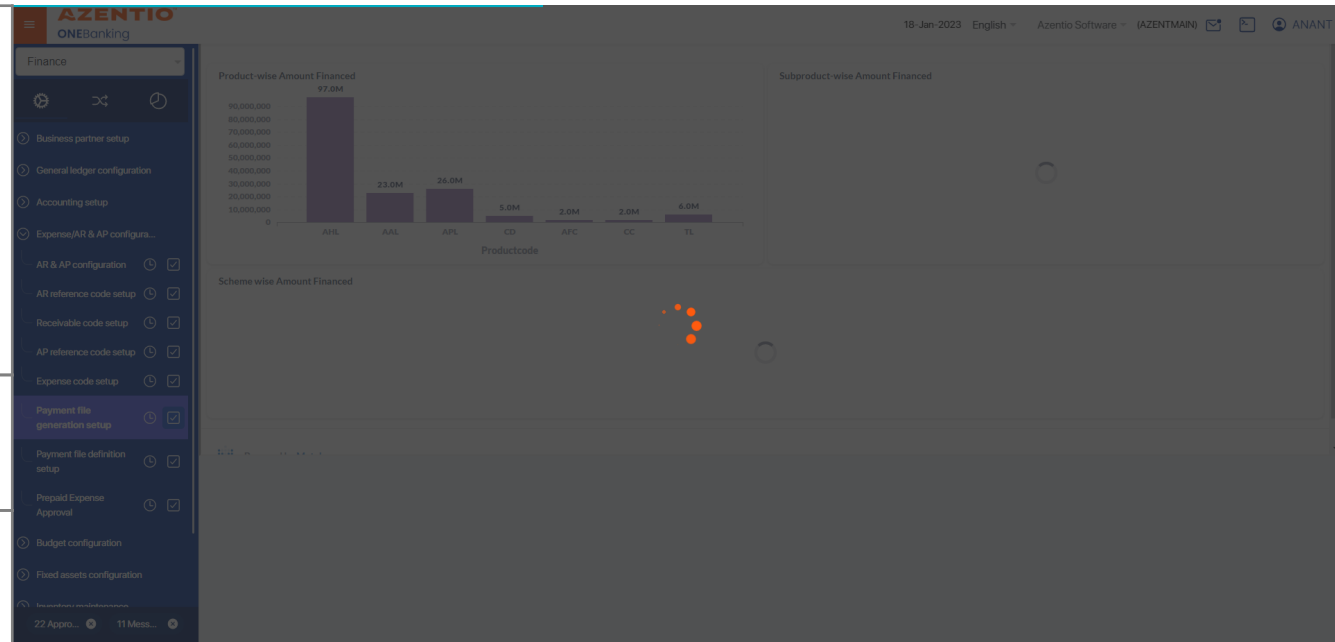 AZENTIO
ONEBanking
18-Jan-2023 English Azentio Software (AZENTMAIN) ANANT
Finance
Business partner setup
General ledger configuration
Accounting setup
Expense/AR & AP configura...
AR & AP configuration
AR reference code setup
Receivable code setup
AP reference code setup
Expense code setup
Payment file
generation setup
Payment file definition
setup
Prepaid Expense
Approval
Budget configuration
Fixed assets configuration
Inventory maintenance
22 Appro... 11 Mess...
Product-wise Amount Financed
97.0M
90,000,000
80,000,000
70,000,000
60,000,000
50,000,000
40,000,000
30,000,000
20,000,000
10,000,000
0
23.0M
26.0M
5.0M
2.0M
2.0M
6.0M
AHL AAL APL CD AFC CC TL
Productcode
Subproduct-wise Amount Financed
Scheme wise Amount Financed